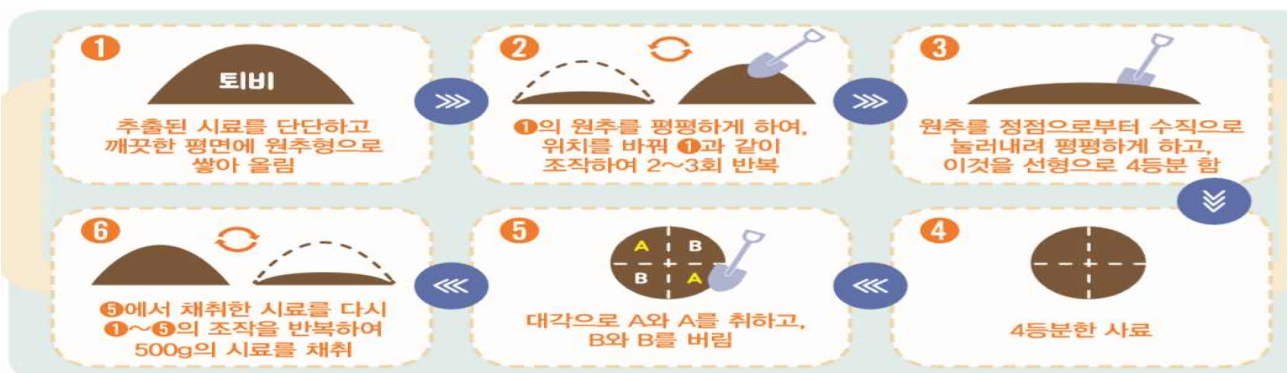 1
퇴비
추출된 시료를 단단하고
깨끗한 평면에 원추형으로
쌓아 올림
2
❶의 원추를 평평하게 하여,
위치를 바꿔 ❶과 같이
조작하여 2~3회 반복
3
원추를 정점으로부터 수직으로
눌러내려 평평하게 하고,
이것을 선형으로 4등분 함
4
4등분한 사료
5
A B
B A
대각으로 A와 A를 취하고,
B와 B를 버림
6
❺에서 채취한 시료를 다시
❶~❺의 조작을 반복하여
500g의 시료를 채취